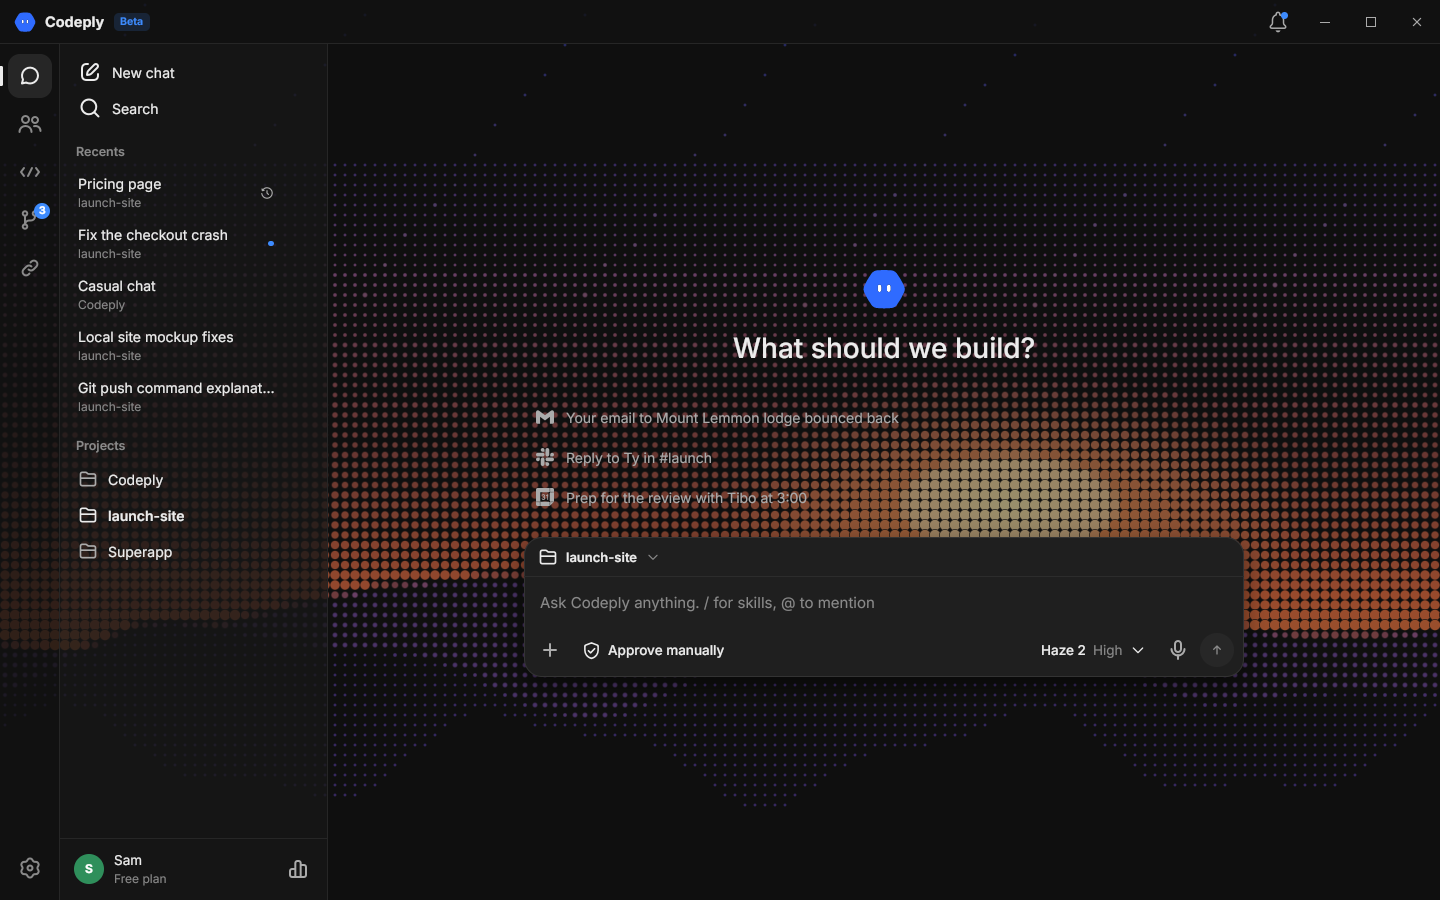 Codeply Beta
New chat
Search
Recents
Pricing page
launch-site
Fix the checkout crash
launch-site
Casual chat
Codeply
Local site mockup fixes
launch-site
Git push command explanat...
launch-site
Projects
Codeply
launch-site
Superapp
S
Sam
Free plan
3
What should we build?
Your email to Mount Lemmon lodge bounced back
Reply to Ty in #launch
31
Prep for the review with Tibo at 3:00
launch-site
Ask Codeply anything. / for skills, @ to mention
Approve manually
Haze 2 High